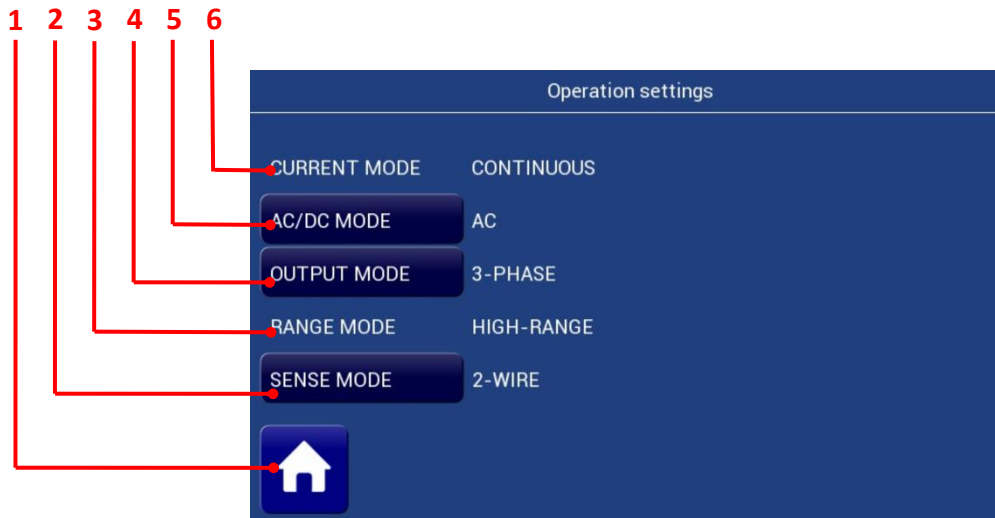 1 2 3 4 5 6
Operation settings
CURRENT MODE CONTINUOUS
AC/DC MODE AC
OUTPUT MODE 3-PHASE
RANGE MODE HIGH-RANGE
SENSE MODE 2-WIRE